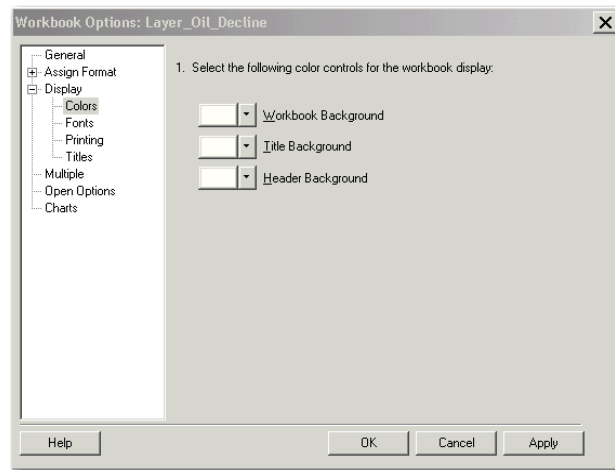 Workbook Options: Layer_Oil_Decline
General
Assign Format
Display
Colors
Fonts
Printing
Titles
Multiple
Open Options
Charts
1. Select the following color controls for the workbook display:
Workbook Background
Title Background
Header Background
Help
OK
Cancel
Apply